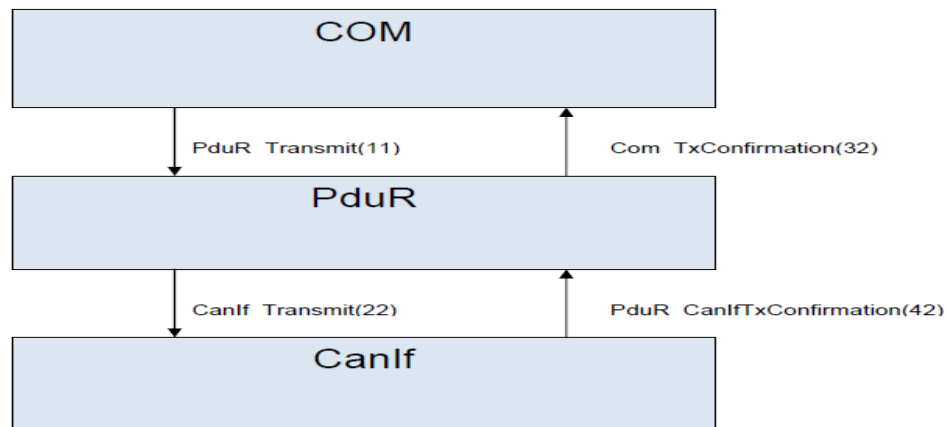 COM
PduR Transmit(11)
Com TxConfirmation(32)
PduR
CanIf Transmit(22)
PduR CanIfTxConfirmation(42)
CanIf